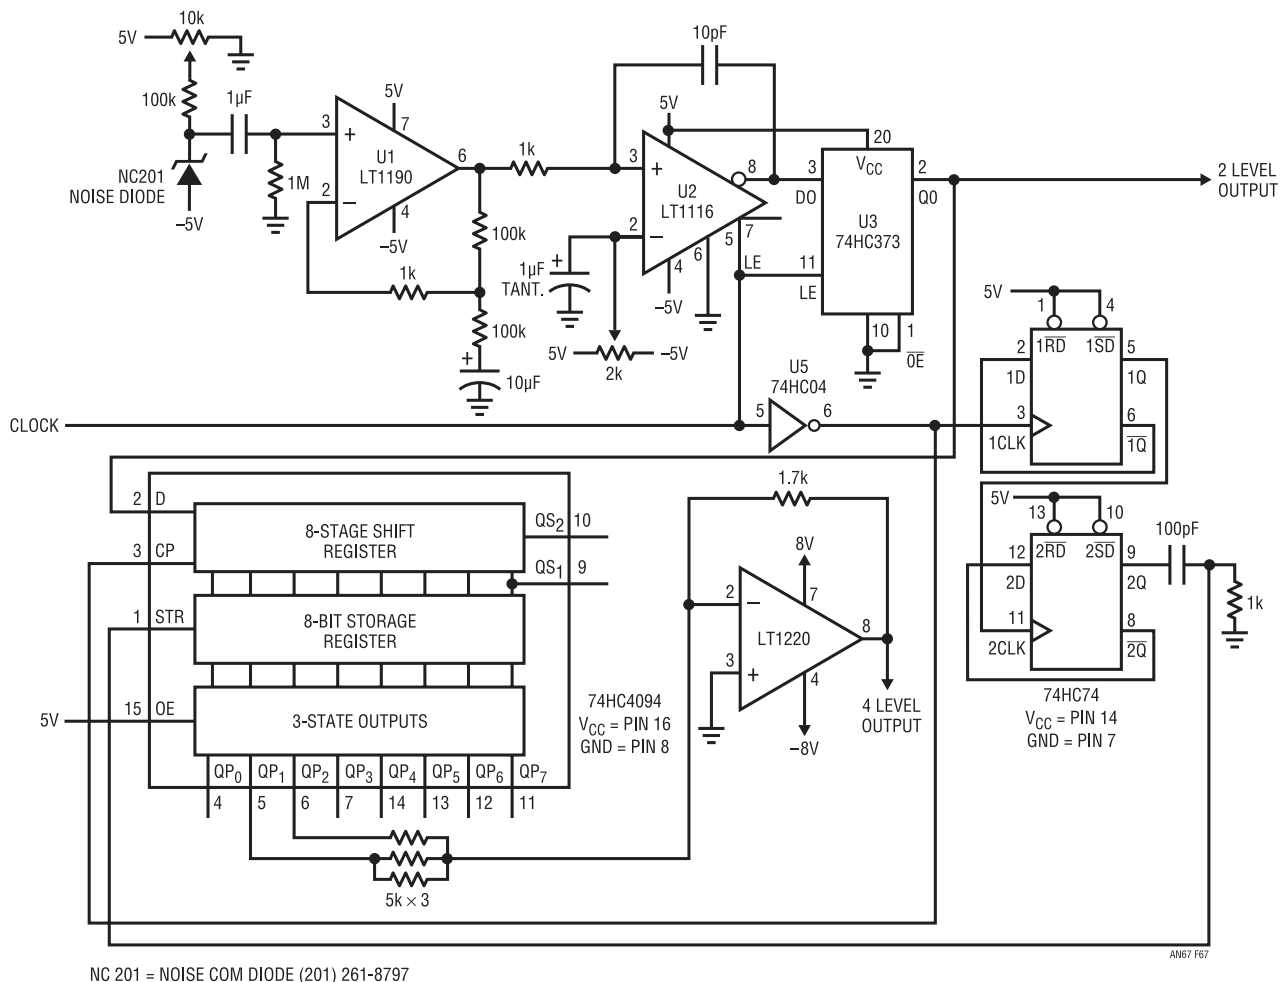 10k
5V
100k
1µF
NC201
NOISE DIODE
–5V
1M
3
+
2
–
5V
7
U1
LT1190
6
4
–5V
1k
100k
1k
100k
+
10µF
10pF
5V
3
+
U2
LT1116
2
–
8
7
5
6
4
–5V
LE
+
1µF
TANT.
5V
–5V
2k
20
VCC
3
DO
2
Q0
U3
74HC373
11
LE
10
1
OE
2 LEVEL
OUTPUT
U5
74HC04
5
6
CLOCK
5V
1
4
1RD
1SD
2
1D
5
1Q
3
1CLK
6
1Q
5V
13
10
2RD
2SD
12
2D
9
2Q
11
2CLK
8
2Q
100pF
1k
74HC74
VCC = PIN 14
GND = PIN 7
2
D
3
CP
1
STR
5V
15
OE
8-STAGE SHIFT
REGISTER
8-BIT STORAGE
REGISTER
3-STATE OUTPUTS
QS2
10
QS1
9
74HC4094
VCC = PIN 16
GND = PIN 8
QP0
QP1
QP2
QP3
QP4
QP5
QP6
QP7
4
5
6
7
14
13
12
11
5k × 3
1.7k
8V
7
2
–
LT1220
3
+
8
4
–8V
4 LEVEL
OUTPUT
AN67 F67
NC 201 = NOISE COM DIODE (201) 261-8797